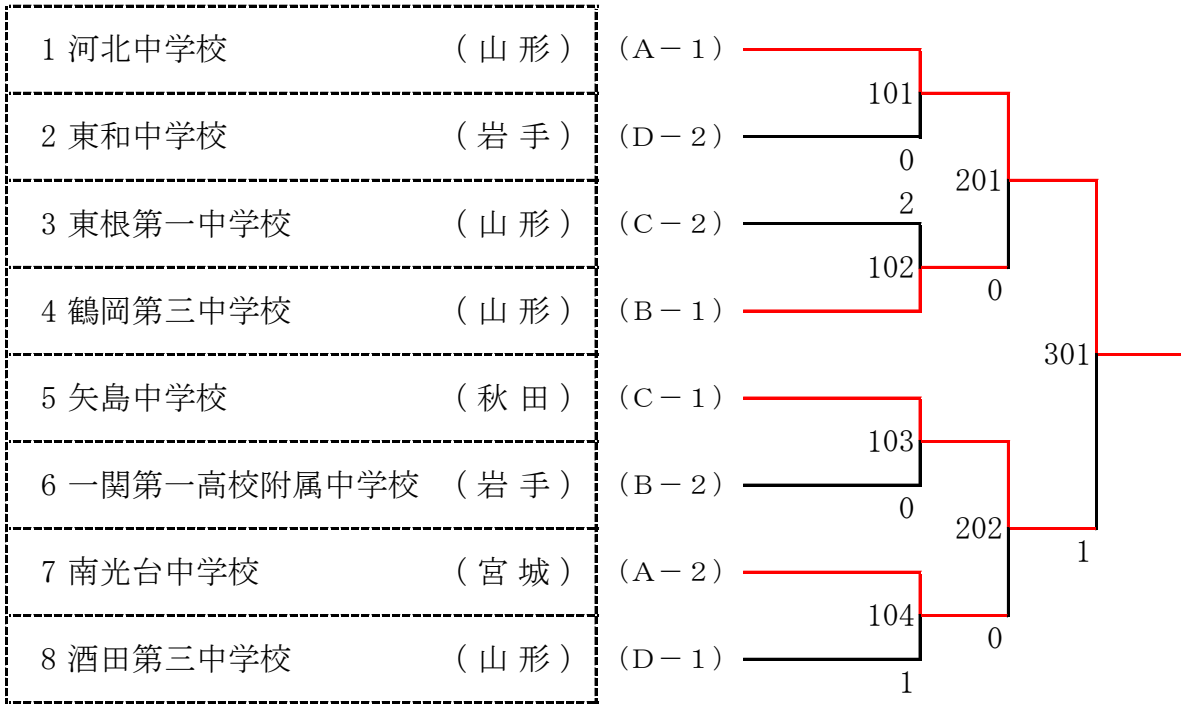 1 河北中学校 （ 山 形 ） （A－1）
101
2 東和中学校 （ 岩 手 ） （D－2）
0
201
2
3 東根第一中学校 （ 山 形 ） （C－2）
102
0
4 鶴岡第三中学校 （ 山 形 ） （B－1）
301
5 矢島中学校 （ 秋 田 ） （C－1）
103
6 一関第一高校附属中学校 （ 岩 手 ） （B－2）
0
202
1
7 南光台中学校 （ 宮 城 ） （A－2）
104
0
8 酒田第三中学校 （ 山 形 ） （D－1）
1